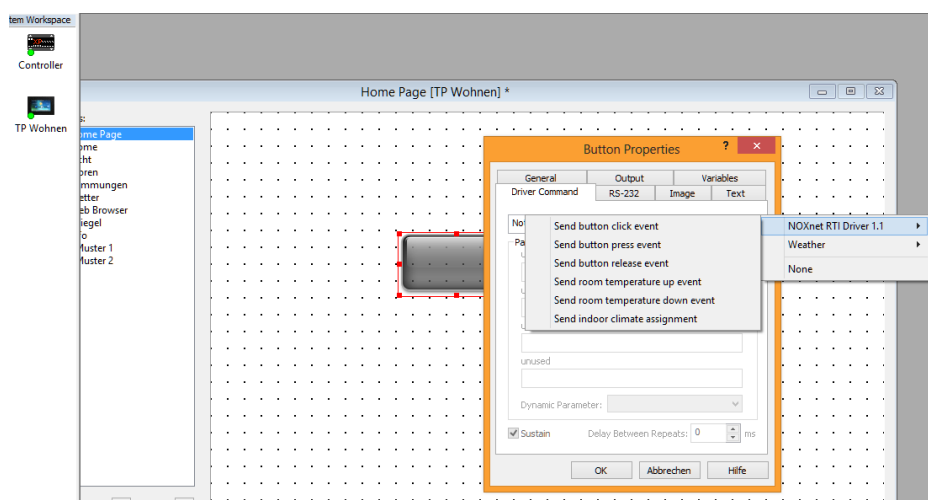 tem Workspace
Controller
TP Wohnen
Home Page [TP Wohnen] *
s:
ome Page
ome
cht
oren
mmungen
etter
eb Browser
iegel
fo
Muster 1
Muster 2
Button Properties
?
General Output Variables
Driver Command RS-232 Image Text
No
Pa
Send button click event
Send button press event
Send button release event
Send room temperature up event
Send room temperature down event
Send indoor climate assignment
NOXnet RTI Driver 1.1
Weather
None
unused
Dynamic Parameter:
Sustain Delay Between Repeats: 0 ms
OK Abbrechen Hilfe